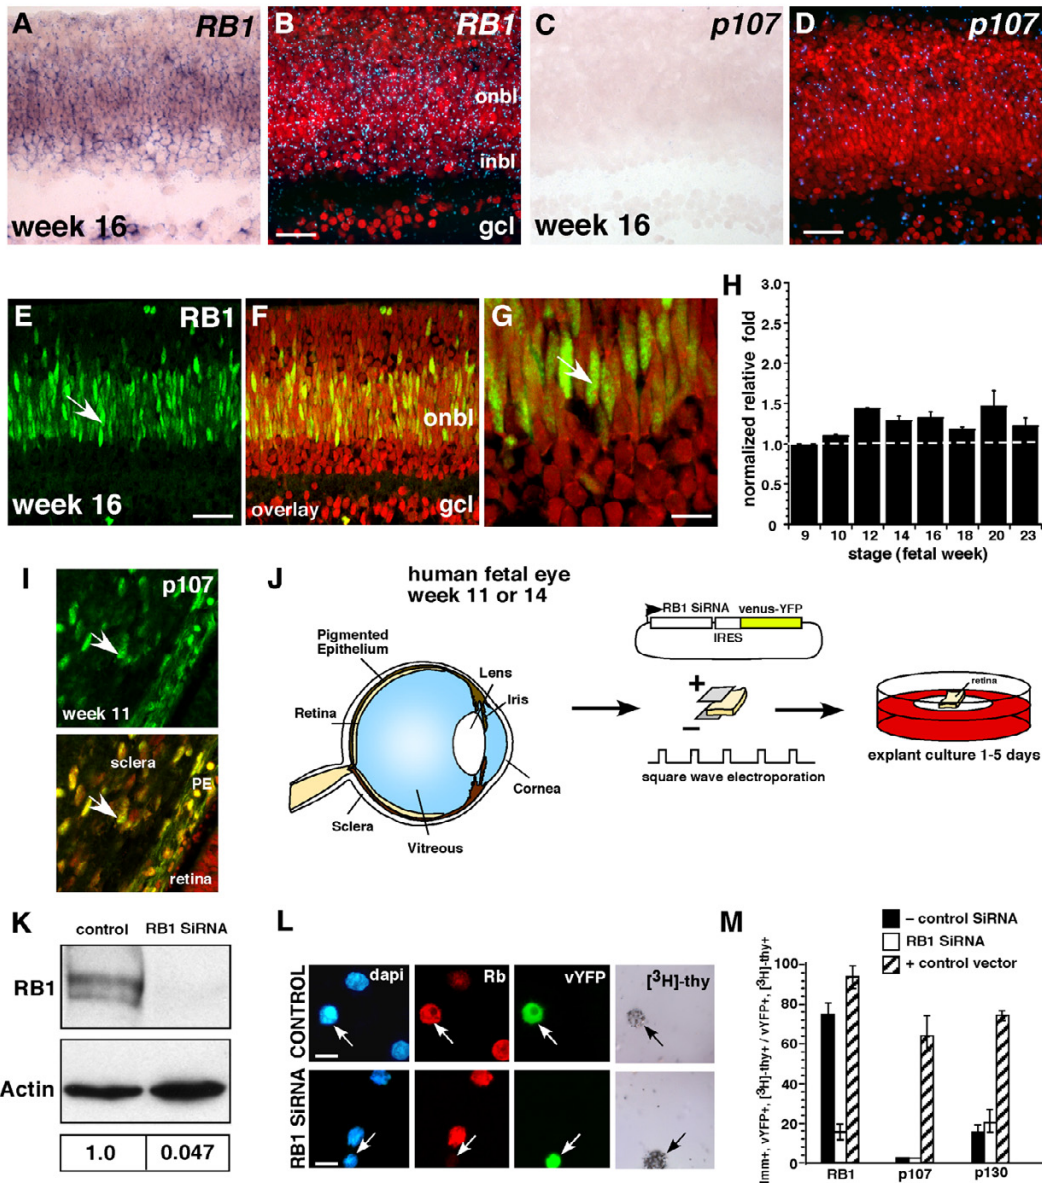 A
RB1
week 16
B
RB1
onbl
inbl
gcl
C
p107
week 16
D
p107
E
RB1
week 16
F
onbl
overlay
gcl
G
H
normalized relative fold
3.0
2.5
2.0
1.5
1.0
0.5
0
9 10 12 14 16 18 20 23
stage (fetal week)
I
p107
week 11
sclera
PE
retina
J
human fetal eye
week 11 or 14
Pigmented
Epithelium
Retina
Lens
Iris
Cornea
Sclera
Vitreous
RB1 SiRNA
venus-YFP
IRES
+
–
square wave electroporation
retina
explant culture 1-5 days
K
control RB1 SiRNA
RB1
Actin
1.0 0.047
L
CONTROL
dapi
Rb
vYFP
[³H]-thy
RB1 SiRNA
M
– control SiRNA
RB1 SiRNA
+ control vector
Imm+, vYFP+, [³H]-thy+ / vYFP+, [³H]-thy+
100
80
60
40
20
0
RB1 p107 p130